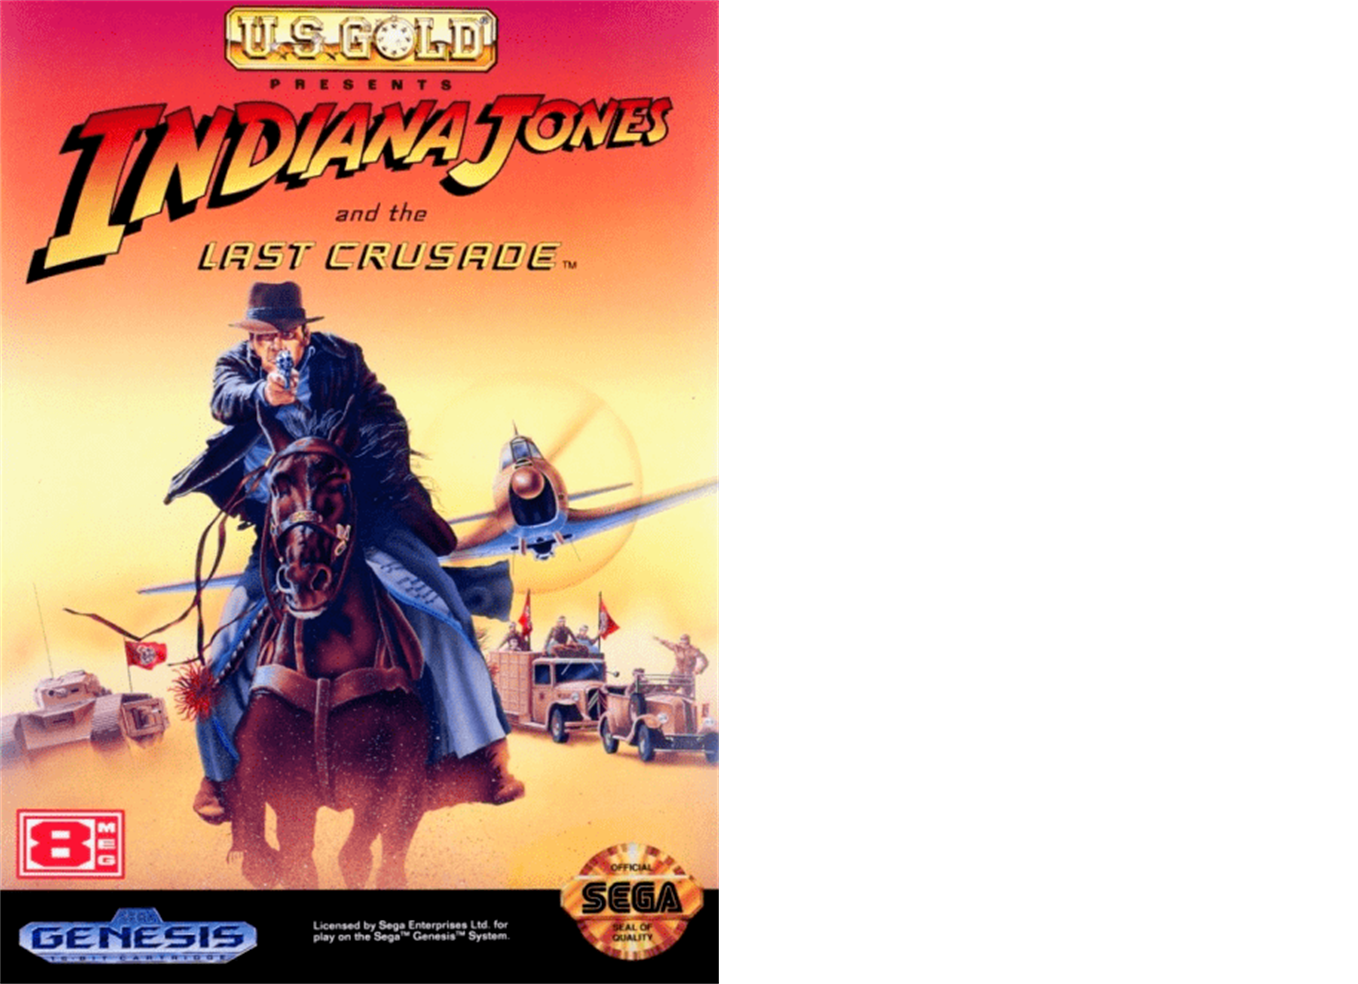 U.S. GOLD®
PRESENTS
INDIANA JONES
and the
LAST CRUSADE™
8 MEG
OFFICIAL
SEGA
SEAL OF
QUALITY
SEGA
GENESIS
16-BIT CARTRIDGE
Licensed by Sega Enterprises Ltd. for
play on the Sega™ Genesis™ System.